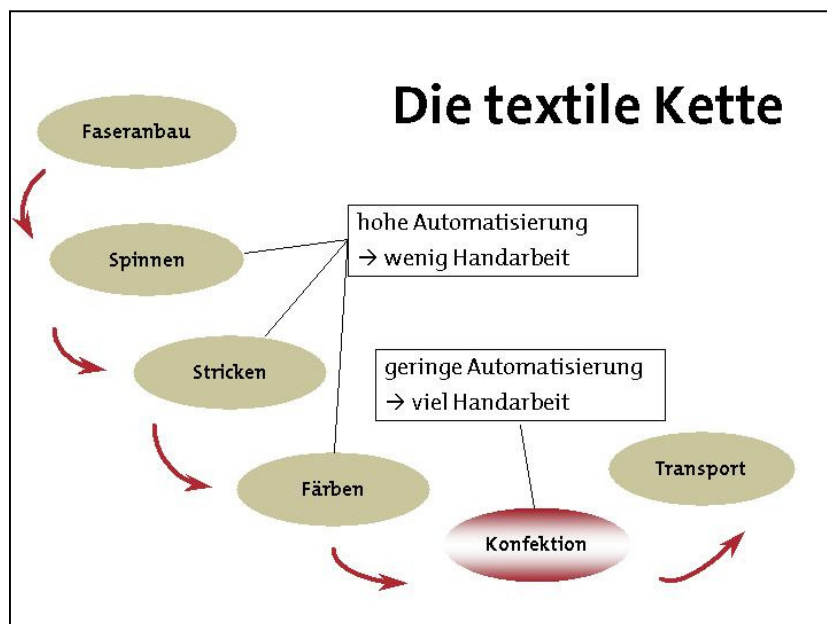 Die textile Kette
Faseranbau
Spinnen
hohe Automatisierung
→ wenig Handarbeit
Stricken
geringe Automatisierung
→ viel Handarbeit
Färben
Konfektion
Transport